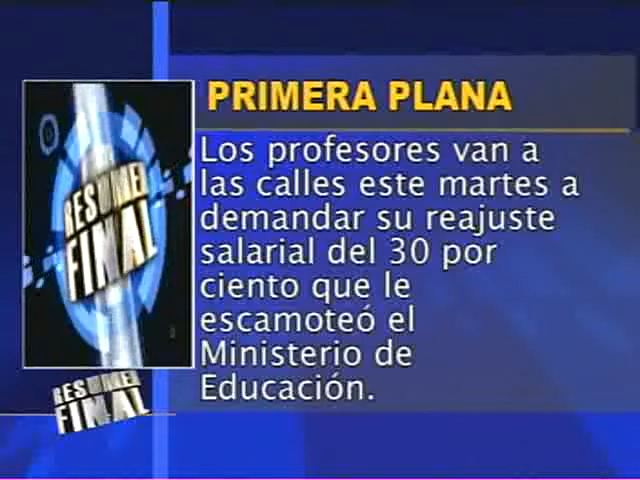 PRIMERA PLANA
Los profesores van a
las calles este martes a
demandar su reajuste
salarial del 30 por
ciento que le
escamoteó el
Ministerio de
Educación.
RESUMEN
FINAL
RESUMEN
FINAL